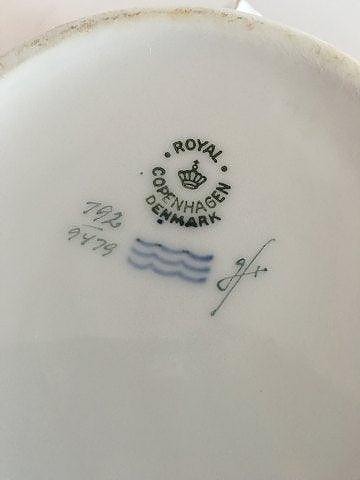 ROYAL
COPENHAGEN
DENMARK
792
9479